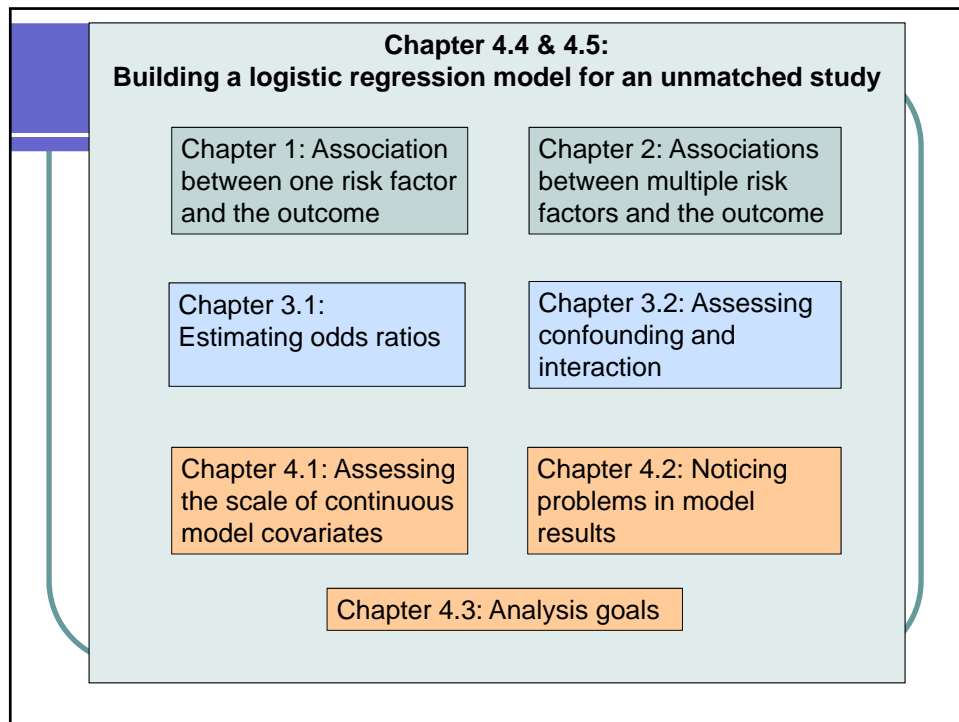 Chapter 4.4 & 4.5:
Building a logistic regression model for an unmatched study
Chapter 1: Association
between one risk factor
and the outcome
Chapter 2: Associations
between multiple risk
factors and the outcome
Chapter 3.1:
Estimating odds ratios
Chapter 3.2: Assessing
confounding and
interaction
Chapter 4.1: Assessing
the scale of continuous
model covariates
Chapter 4.2: Noticing
problems in model
results
Chapter 4.3: Analysis goals